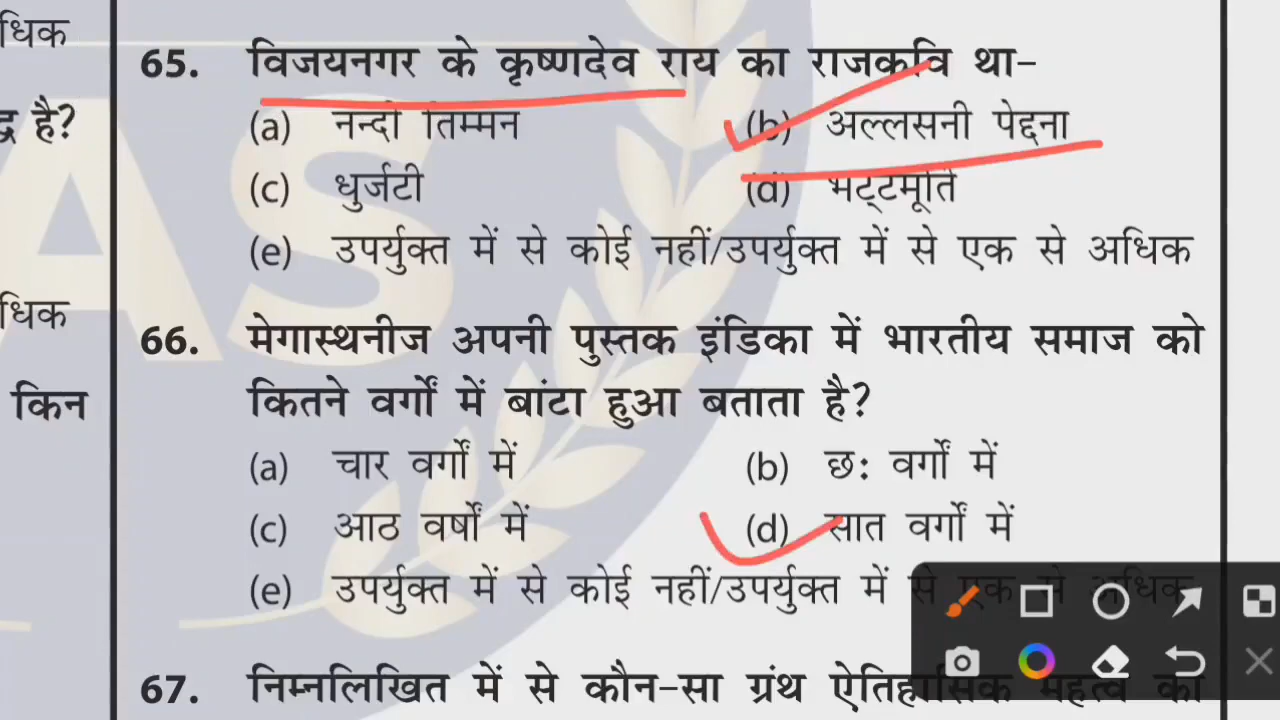 धिक
द्ध है?
धिक
किन
65. विजयनगर के कृष्णदेव राय का राजकवि था-
(a) नन्दी तिम्मन (b) अल्लसनी पेद्दना
(c) धुर्जटी (d) भट्टमूर्ति
(e) उपर्युक्त में से कोई नहीं/उपर्युक्त में से एक से अधिक
66. मेगास्थनीज अपनी पुस्तक इंडिका में भारतीय समाज को
कितने वर्गों में बांटा हुआ बताता है?
(a) चार वर्गों में (b) छः वर्गों में
(c) आठ वर्षों में (d) सात वर्गों में
(e) उपर्युक्त में से कोई नहीं/उपर्युक्त में से एक से अधिक
67. निम्नलिखित में से कौन-सा ग्रंथ ऐतिहासिक महत्व का